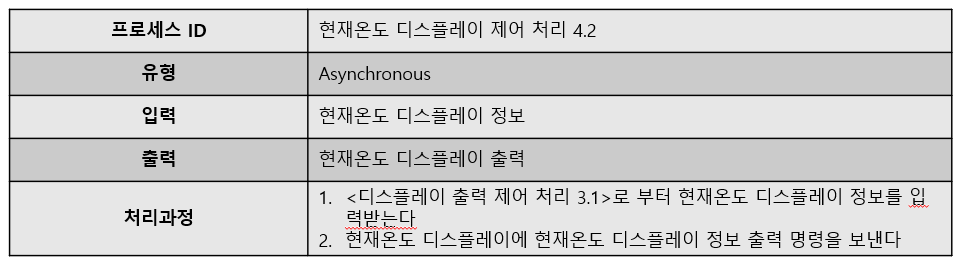 프로세스 ID
현재온도 디스플레이 제어 처리 4.2
유형
Asynchronous
입력
현재온도 디스플레이 정보
출력
현재온도 디스플레이 출력
처리과정
1. <디스플레이 출력 제어 처리 3.1>로 부터 현재온도 디스플레이 정보를 입
력받는다
2. 현재온도 디스플레이에 현재온도 디스플레이 정보 출력 명령을 보낸다